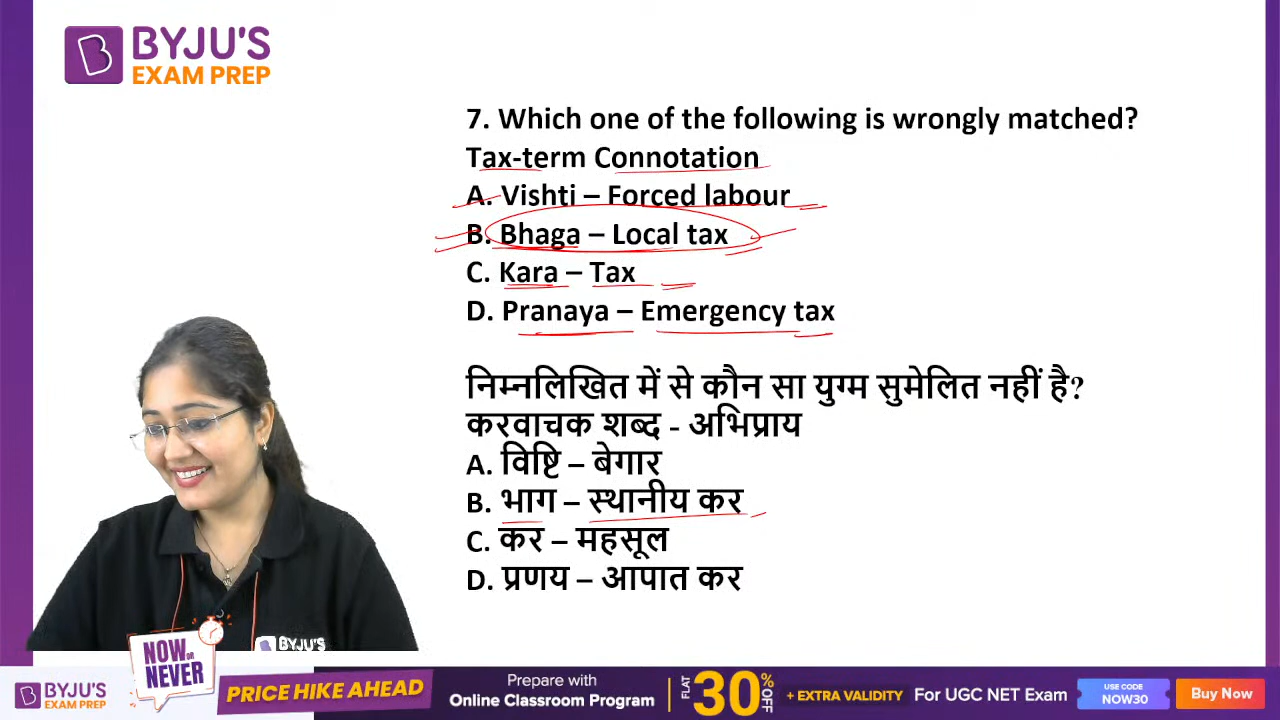 BYJU'S
EXAM PREP
7. Which one of the following is wrongly matched?
Tax-term Connotation
A. Vishti – Forced labour
B. Bhaga – Local tax
C. Kara – Tax
D. Pranaya – Emergency tax
निम्नलिखित में से कौन सा युग्म सुमेलित नहीं है?
करवाचक शब्द - अभिप्राय
A. विष्टि – बेगार
B. भाग – स्थानीय कर
C. कर – महसूल
D. प्रणय – आपात कर
BYJU'S
NOW OR
NEVER
BYJU'S
EXAM PREP
PRICE HIKE AHEAD
Prepare with
Online Classroom Program
FLAT 30% OFF
+ EXTRA VALIDITY
For UGC NET Exam
USE CODE
NOW30
Buy Now